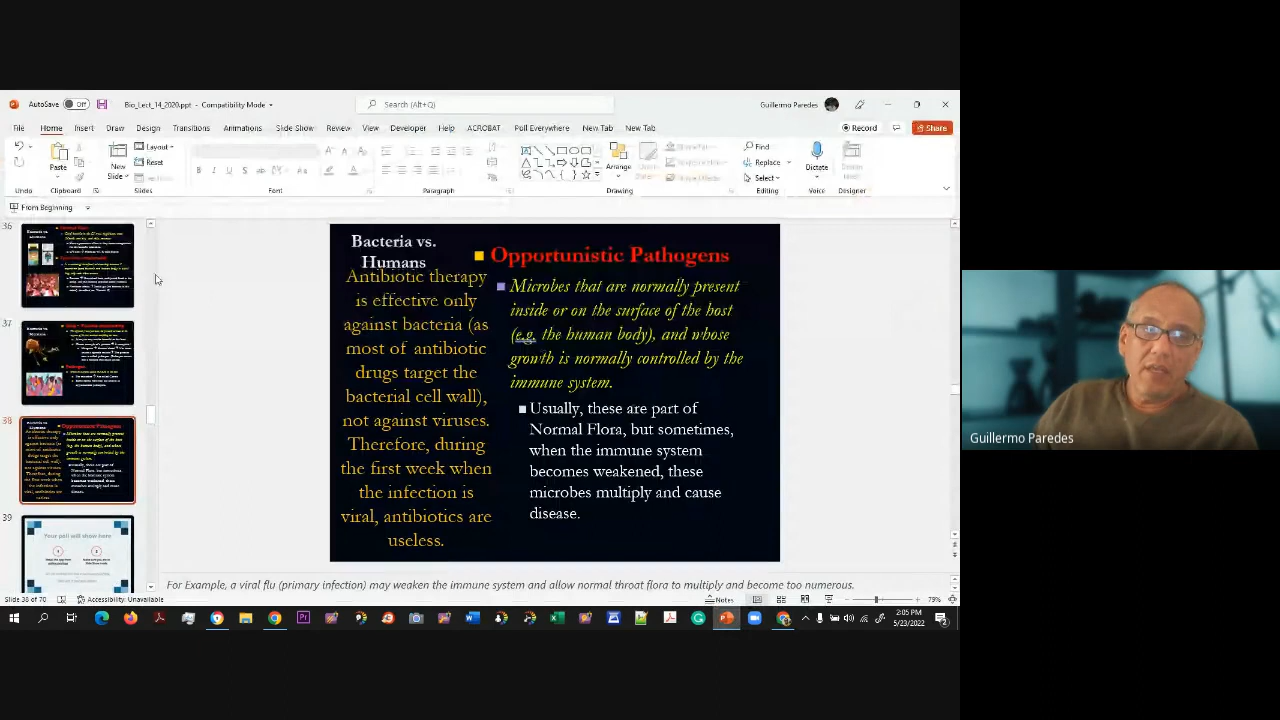 AutoSave Off Bio_Lect_14_2020.ppt - Compatibility Mode Search (Alt+Q) Guillermo Paredes
File Home Insert Draw Design Transitions Animations Slide Show Review View Developer Help ACROBAT Poll Everywhere New Tab New Tab Record Share
Paste New Slide Layout Reset Arrange Find Replace Select Dictate
Undo Clipboard Slides Font Paragraph Drawing Editing Voice Designer
From Beginning
36
37
38
39
Your poll will show here
Bacteria vs.
Humans
Antibiotic therapy
is effective only
against bacteria (as
most of antibiotic
drugs target the
bacterial cell wall),
not against viruses.
Therefore, during
the first week when
the infection is
viral, antibiotics are
useless.
Opportunistic Pathogens
Microbes that are normally present
inside or on the surface of the host
(e.g. the human body), and whose
growth is normally controlled by the
immune system.
Usually, these are part of
Normal Flora, but sometimes,
when the immune system
becomes weakened, these
microbes multiply and cause
disease.
For Example, a viral flu (primary infection) may weaken the immune system and allow normal throat flora to multiply and become too numerous.
Slide 38 of 70 Accessibility: Unavailable Notes 79%
2:05 PM
5/23/2022
Guillermo Paredes